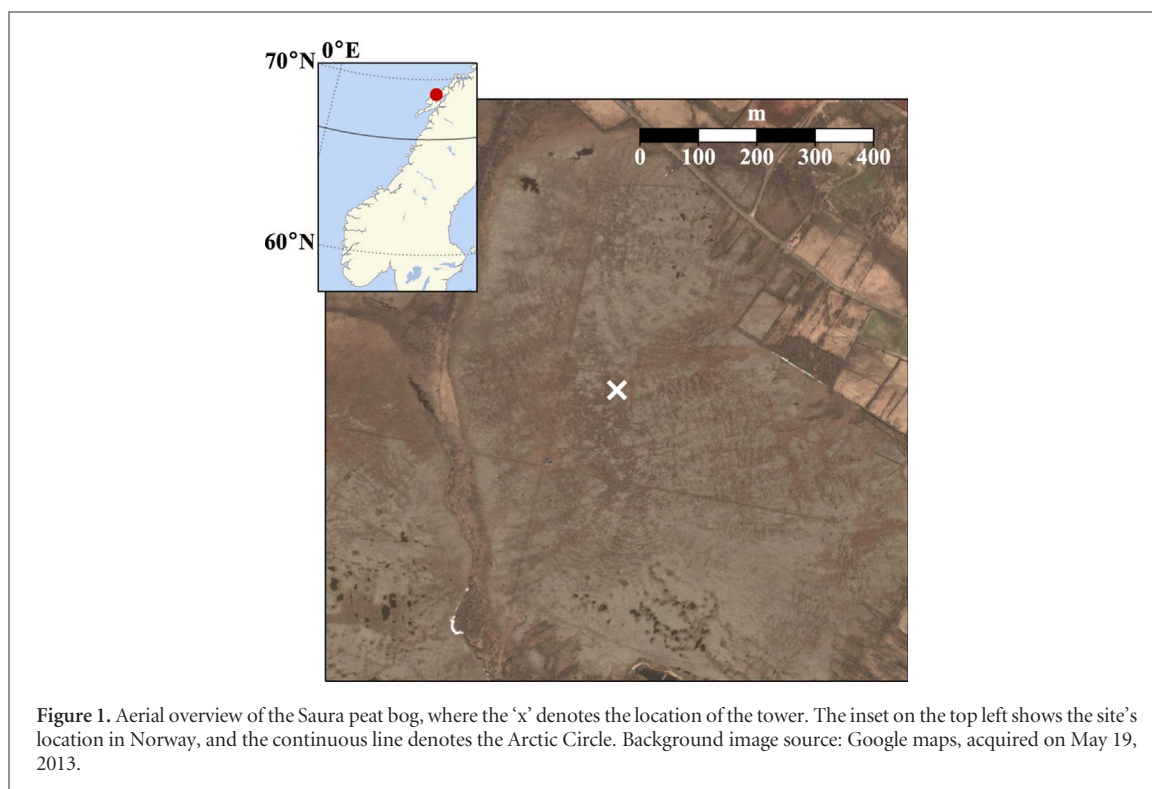 70°N 0°E
60°N
m
0 100 200 300 400
Figure 1. Aerial overview of the Saura peat bog, where the ‘x’ denotes the location of the tower. The inset on the top left shows the site’s
location in Norway, and the continuous line denotes the Arctic Circle. Background image source: Google maps, acquired on May 19,
2013.